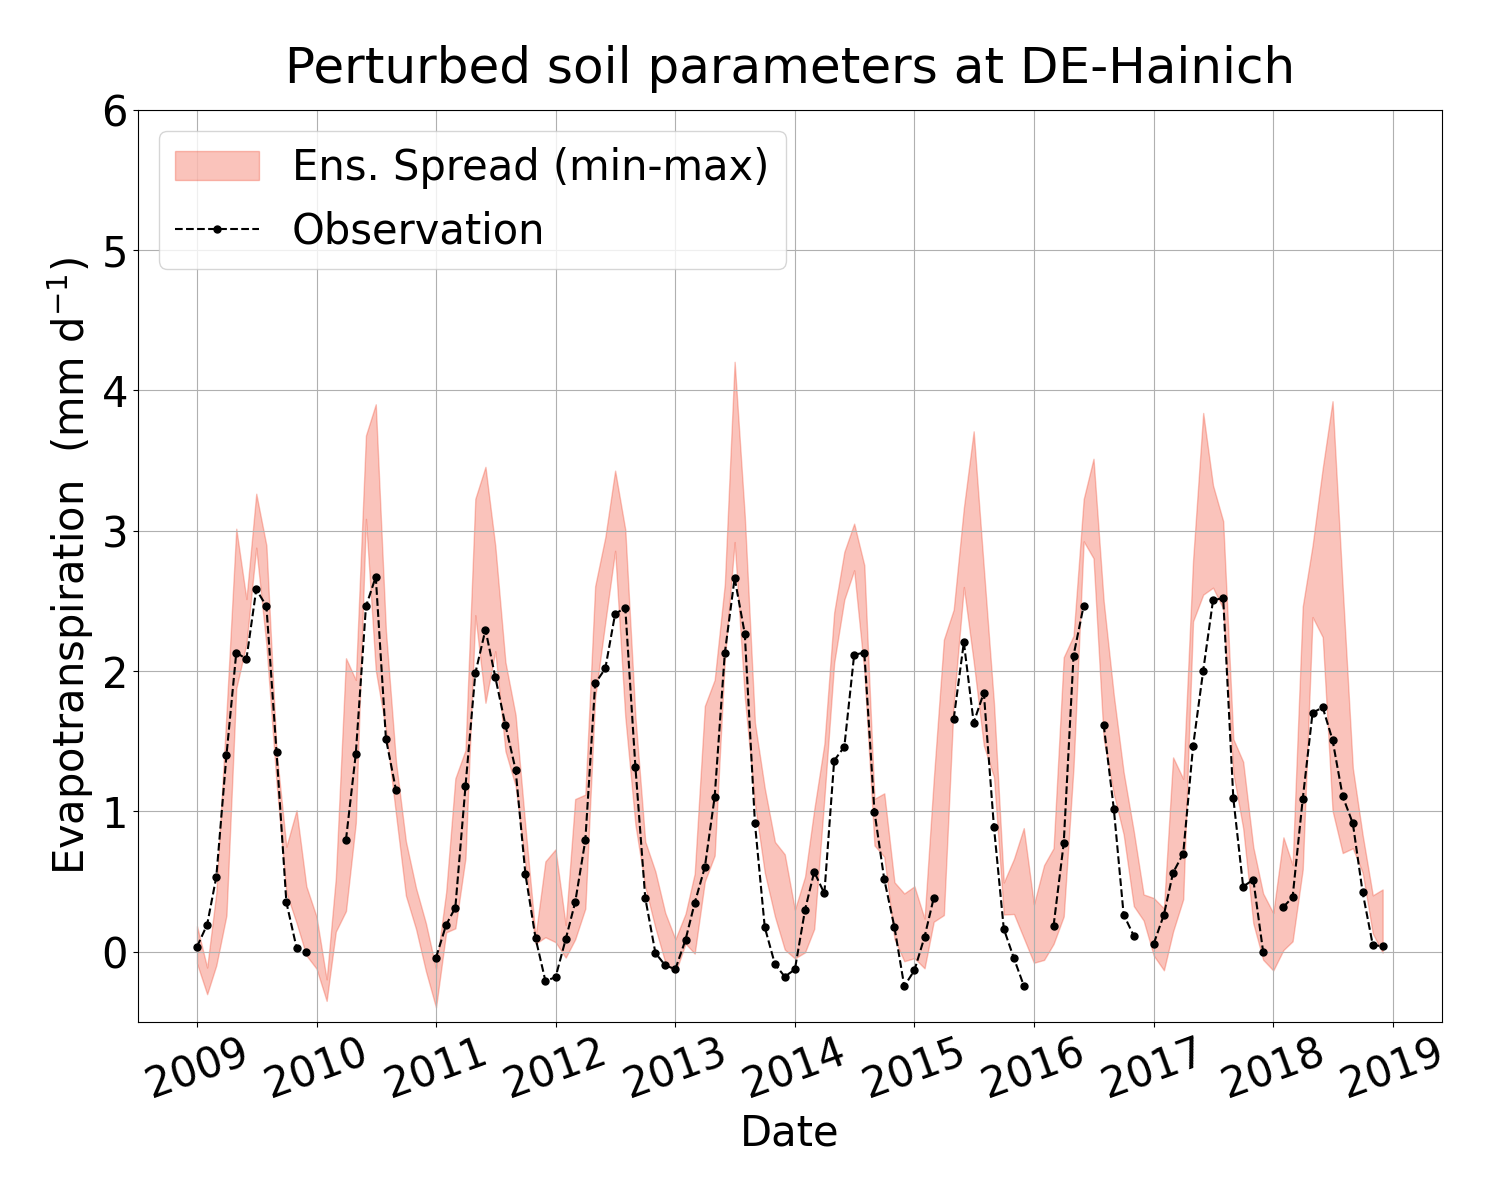 Perturbed soil parameters at DE-Hainich
6
5
4
3
2
1
0
Evapotranspiration (mm d⁻¹)
Ens. Spread (min-max)
Observation
2009 2010 2011 2012 2013 2014 2015 2016 2017 2018 2019
Date